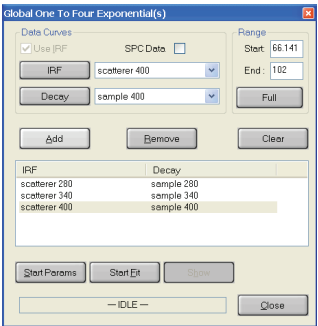 Global One To Four Exponential(s)
Data Curves
Use IRF
SPC Data
IRF
scatterer 400
Decay
sample 400
Range
Start: 66.141
End: 102
Full
Add
Remove
Clear
IRF Decay
scatterer 280 sample 280
scatterer 340 sample 340
scatterer 400 sample 400
Start Params
Start Fit
Show
— IDLE —
Close